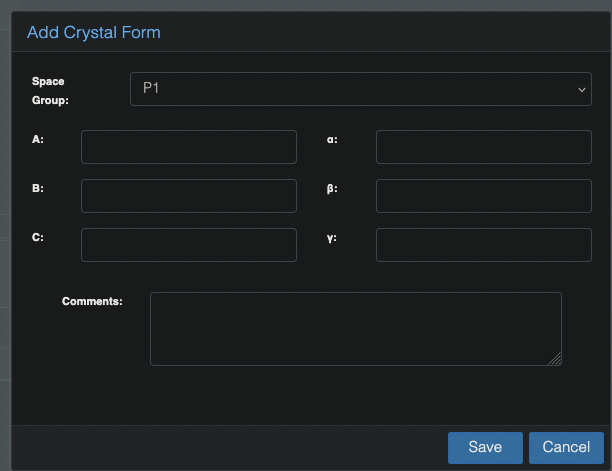 Add Crystal Form
Space
Group:
P1
A:
α:
B:
β:
C:
γ:
Comments:
Save
Cancel